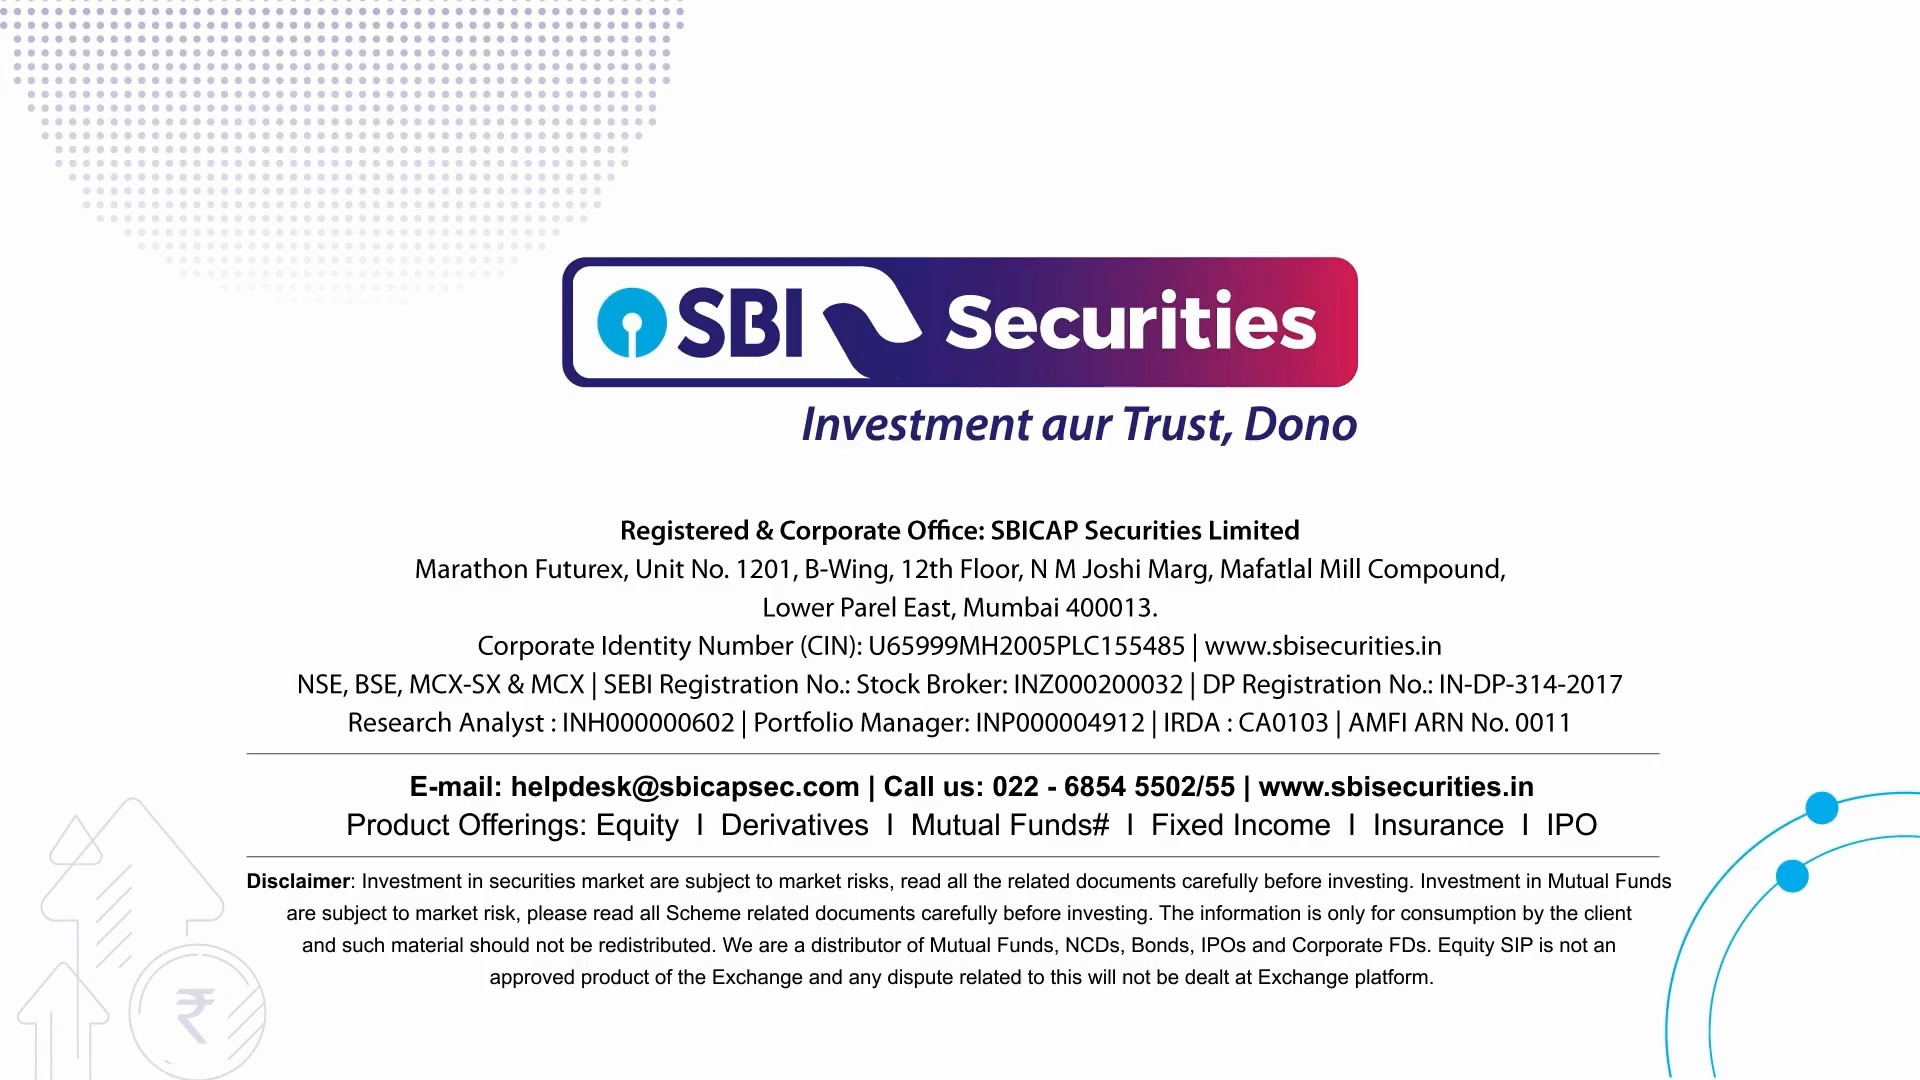 SBI Securities
Investment aur Trust, Dono
Registered & Corporate Office: SBICAP Securities Limited
Marathon Futurex, Unit No. 1201, B-Wing, 12th Floor, N M Joshi Marg, Mafatlal Mill Compound,
Lower Parel East, Mumbai 400013.
Corporate Identity Number (CIN): U65999MH2005PLC155485 | www.sbisecurities.in
NSE, BSE, MCX-SX & MCX | SEBI Registration No.: Stock Broker: INZ000200032 | DP Registration No.: IN-DP-314-2017
Research Analyst : INH000000602 | Portfolio Manager: INP000004912 | IRDA : CA0103 | AMFI ARN No. 0011
E-mail: helpdesk@sbicapsec.com | Call us: 022 - 6854 5502/55 | www.sbisecurities.in
Product Offerings: Equity I Derivatives I Mutual Funds# I Fixed Income I Insurance I IPO
Disclaimer: Investment in securities market are subject to market risks, read all the related documents carefully before investing. Investment in Mutual Funds
are subject to market risk, please read all Scheme related documents carefully before investing. The information is only for consumption by the client
and such material should not be redistributed. We are a distributor of Mutual Funds, NCDs, Bonds, IPOs and Corporate FDs. Equity SIP is not an
approved product of the Exchange and any dispute related to this will not be dealt at Exchange platform.
₹